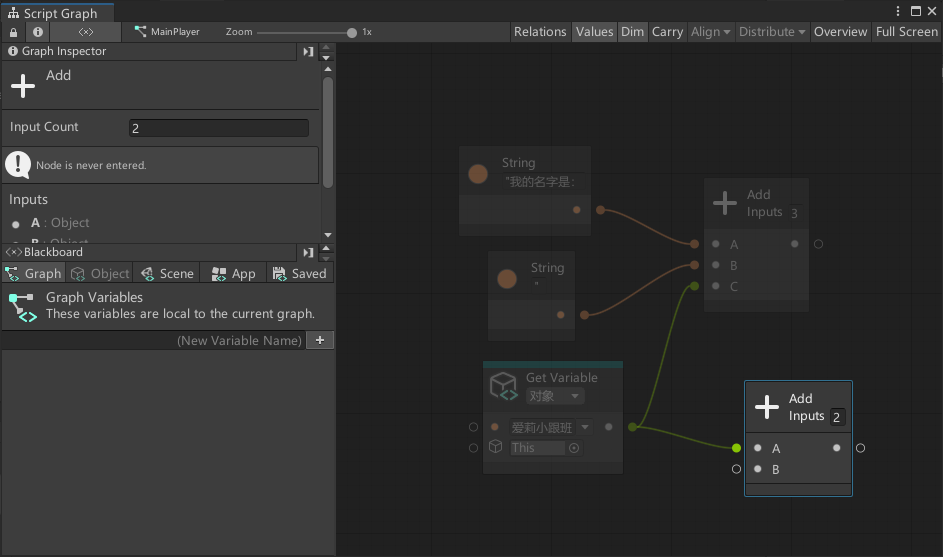 Script Graph
<×> MainPlayer Zoom 1x Relations Values Dim Carry Align Distribute Overview Full Screen
Graph Inspector
Add
Input Count 2
Node is never entered.
Inputs
A : Object
B : Object
<×> Blackboard
Graph Object Scene App Saved
Graph Variables
These variables are local to the current graph.
(New Variable Name) +
String
"我的名字是:
String
"
Add
Inputs 3
A
B
C
Get Variable
对象
爱莉小跟班
This
Add
Inputs 2
A
B